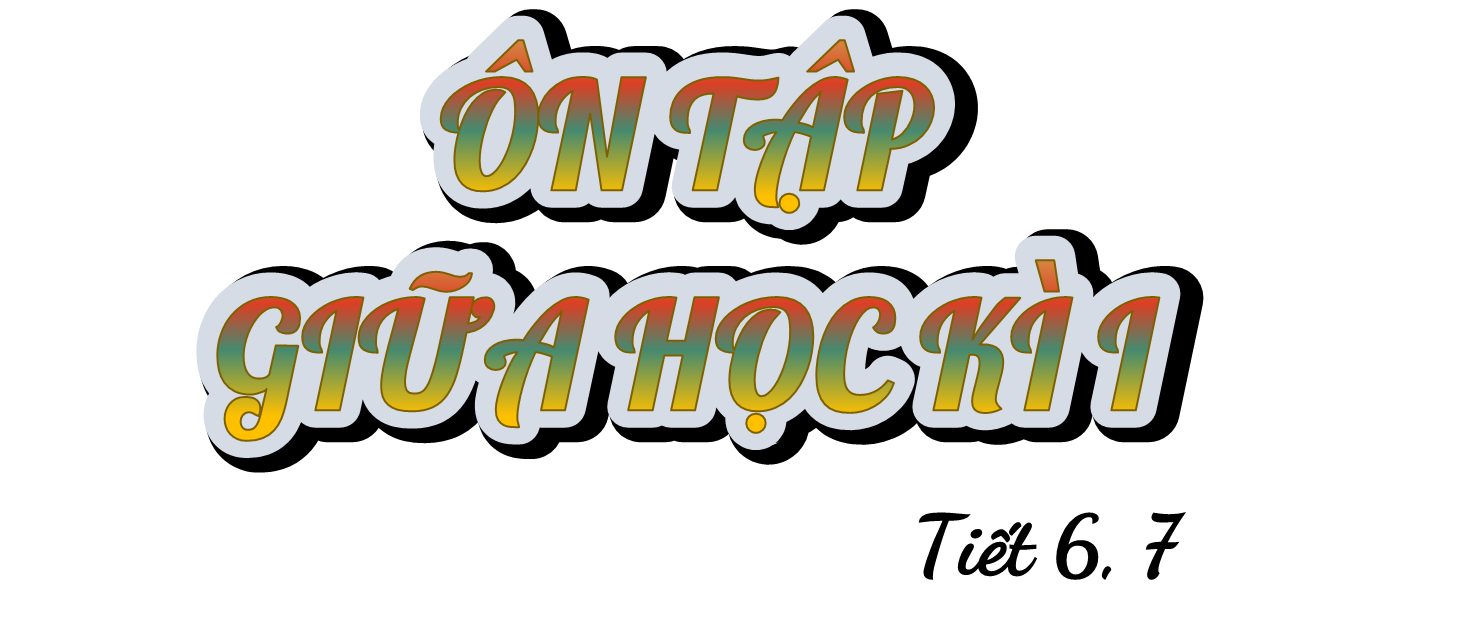 ÔN TẬP
GIỮA HỌC KÌ I
Tiết 6, 7